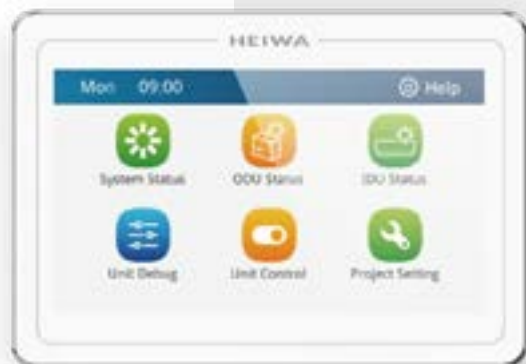 HEIWA
Mon 09:00 Help
System Status ODU Status IDU Status
Unit Debug Unit Control Project Setting